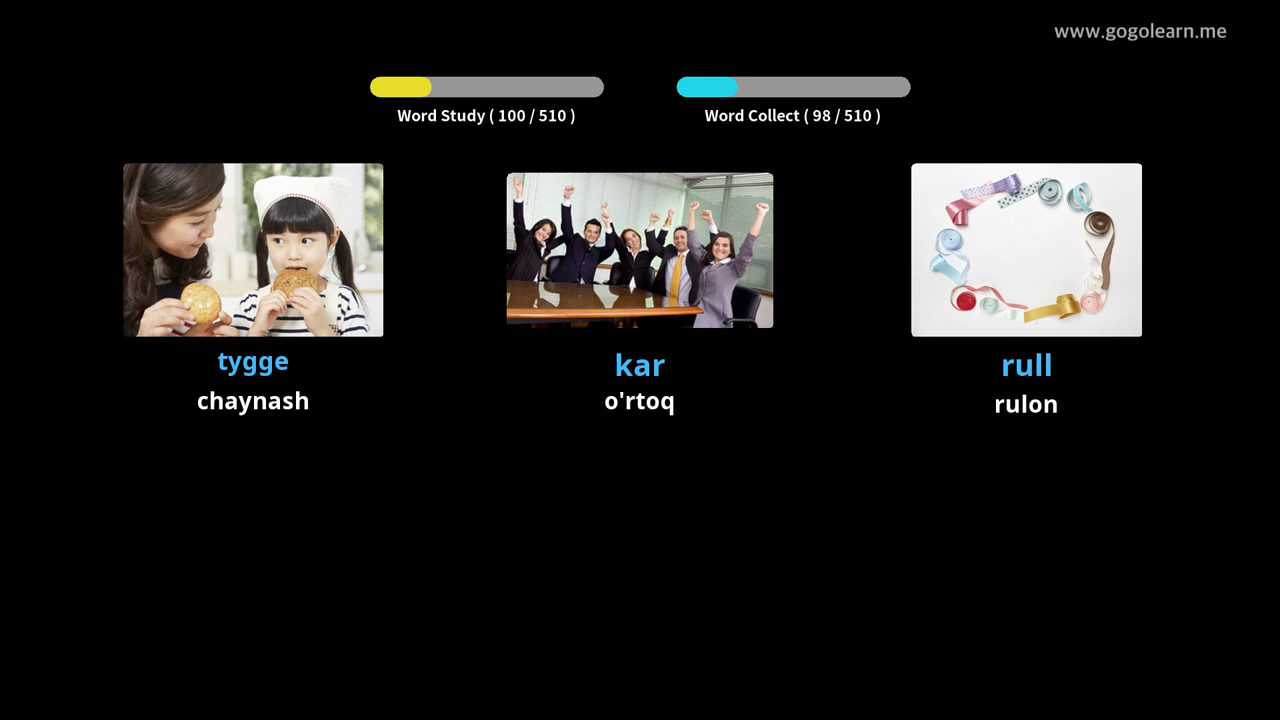 www.gogolearn.me
Word Study ( 100 / 510 )
Word Collect ( 98 / 510 )
tygge
chaynash
kar
o'rtoq
rull
rulon